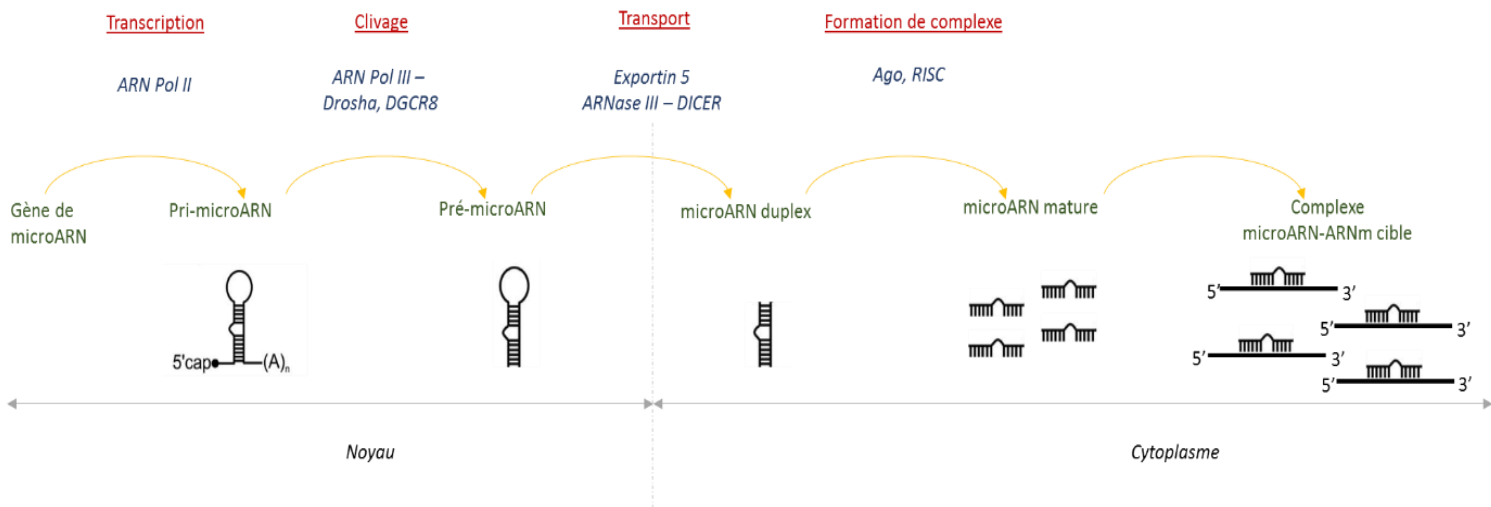 Transcription
Clivage
Transport
Formation de complexe
ARN Pol II
ARN Pol III –
Drosha, DGCR8
Exportin 5
ARNase III – DICER
Ago, RISC
Gène de
microARN
Pri-microARN
Pré-microARN
microARN duplex
microARN mature
Complexe
microARN-ARNm cible
5'cap
(A)n
5’
3’
5’
3’
5’
3’
5’
3’
Noyau
Cytoplasme